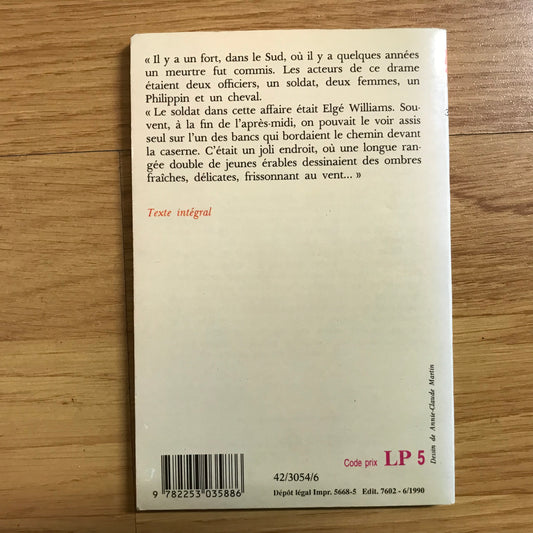 « Il y a un fort, dans le Sud, où il y a quelques années
un meurtre fut commis. Les acteurs de ce drame
étaient deux officiers, un soldat, deux femmes, un
Philippin et un cheval.
« Le soldat dans cette affaire était Elgé Williams. Sou-
vent, à la fin de l'après-midi, on pouvait le voir assis
seul sur l'un des bancs qui bordaient le chemin devant
la caserne. C'était un joli endroit, où une longue ran-
gée double de jeunes érables dessinaient des ombres
fraîches, délicates, frissonnant au vent... »
Texte intégral
Dessin de Annie-Claude Martin
Code prix LP 5
9 782253 035886
42/3054/6
Dépôt légal Impr. 5668-5 Edit. 7602 - 6/1990